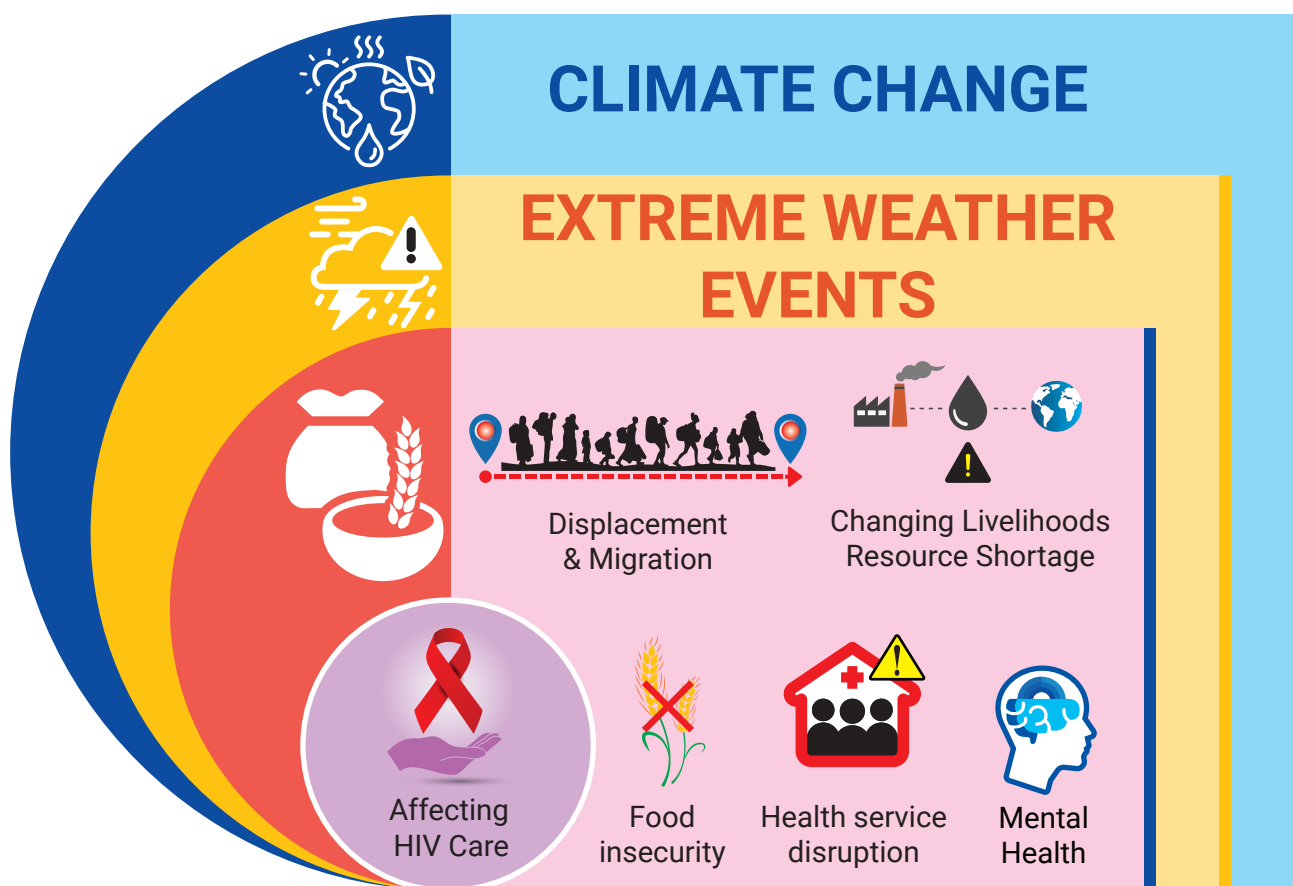 CLIMATE CHANGE
EXTREME WEATHER
EVENTS
Displacement
& Migration
Changing Livelihoods
Resource Shortage
Affecting
HIV Care
Food
insecurity
Health service
disruption
Mental
Health